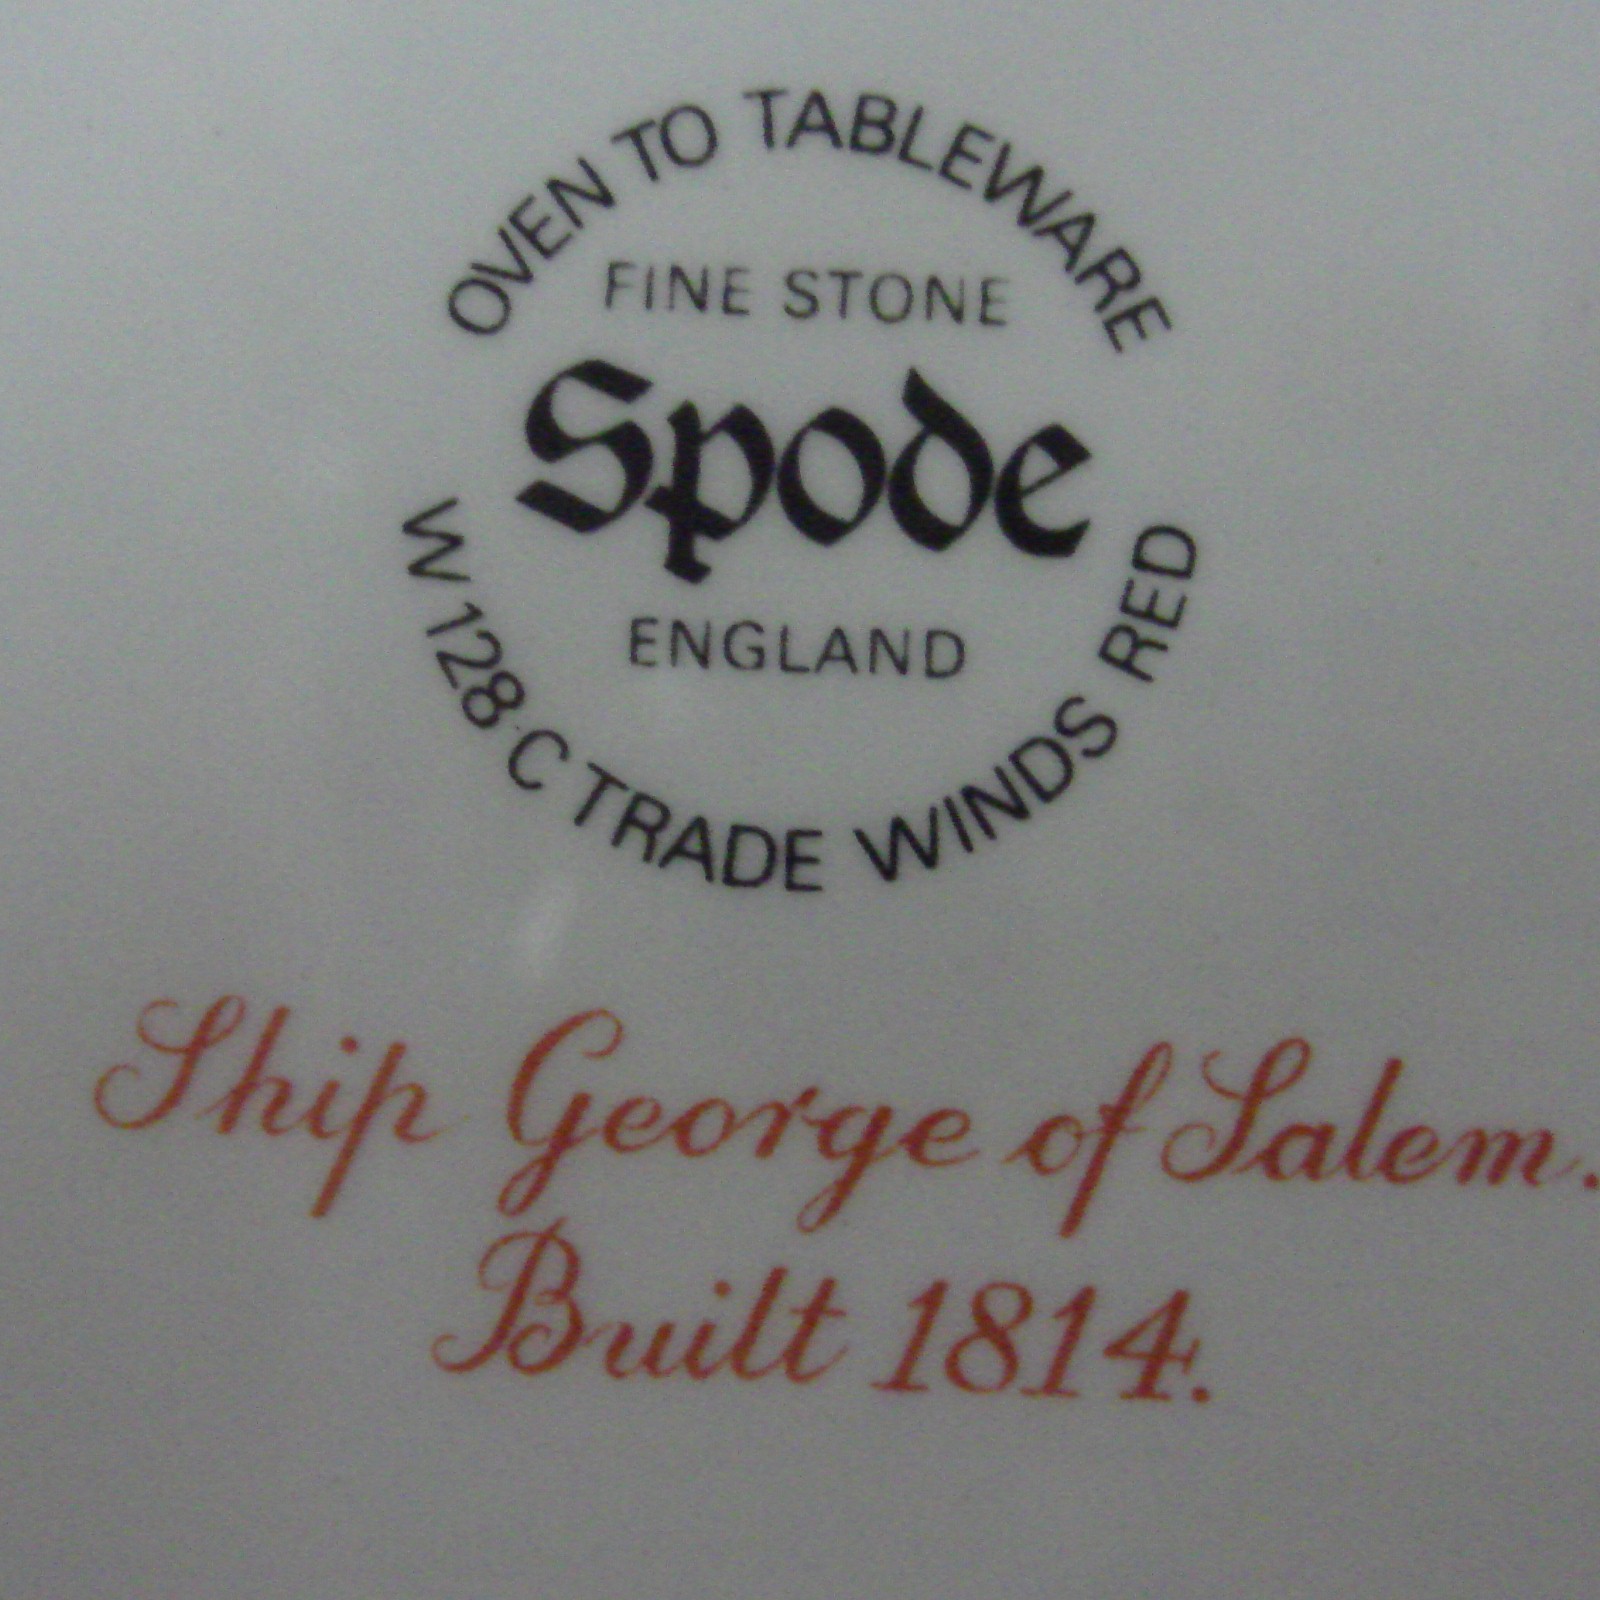 OVEN TO TABLEWARE
FINE STONE
Spode
ENGLAND
W 128·C TRADE WINDS RED
Ship George of Salem.
Built 1814.